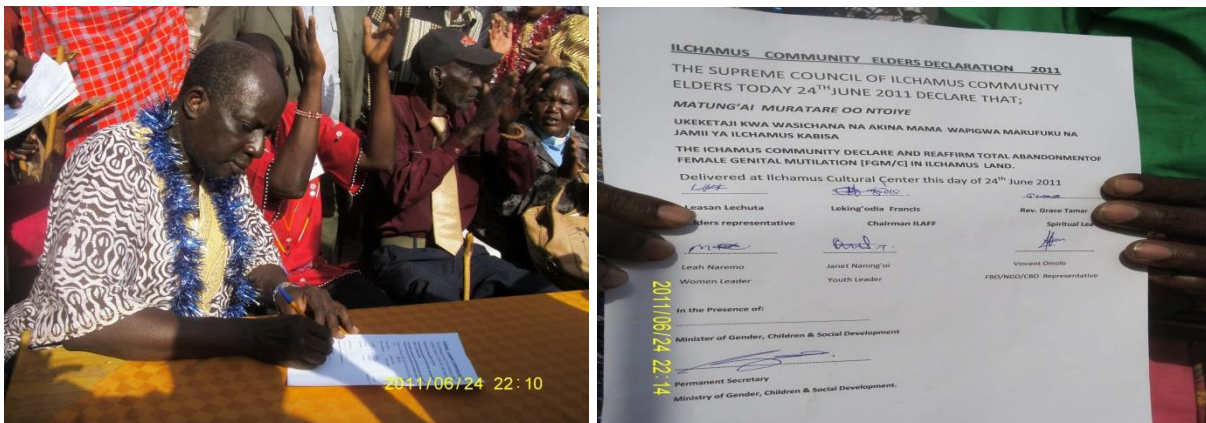 2011/06/24 22:10
ILCHAMUS COMMUNITY ELDERS DECLARATION 2011
THE SUPREME COUNCIL OF ILCHAMUS COMMUNITY
ELDERS TODAY 24TH JUNE 2011 DECLARE THAT;
MATUNG'AI MURATARE OO NTOIYE
UKEKETAJI KWA WASICHANA NA AKINA MAMA WAPIGWA MARUFUKU NA
JAMII YA ILCHAMUS KABISA
THE ICHAMUS COMMUNITY DECLARE AND REAFFIRM TOTAL ABANDONMENTOF
FEMALE GENITAL MUTILATION [FGM/C] IN ILCHAMUS LAND.
Delivered at Ilchamus Cultural Center this day of 24th June 2011
Leasan Lechuta Leking'odia Francis Rev. Grace Tamar
ders representative Chairman ILAFF Spiritual Lea
Leah Naremo Janet Naning'oi Vincent Omolo
Women Leader Youth Leader FBO/NGO/CBO Representative
In the Presence of:
Minister of Gender, Children & Social Development
Permanent Secretary
Ministry of Gender, Children & Social Development.
2011/06/24 22:14